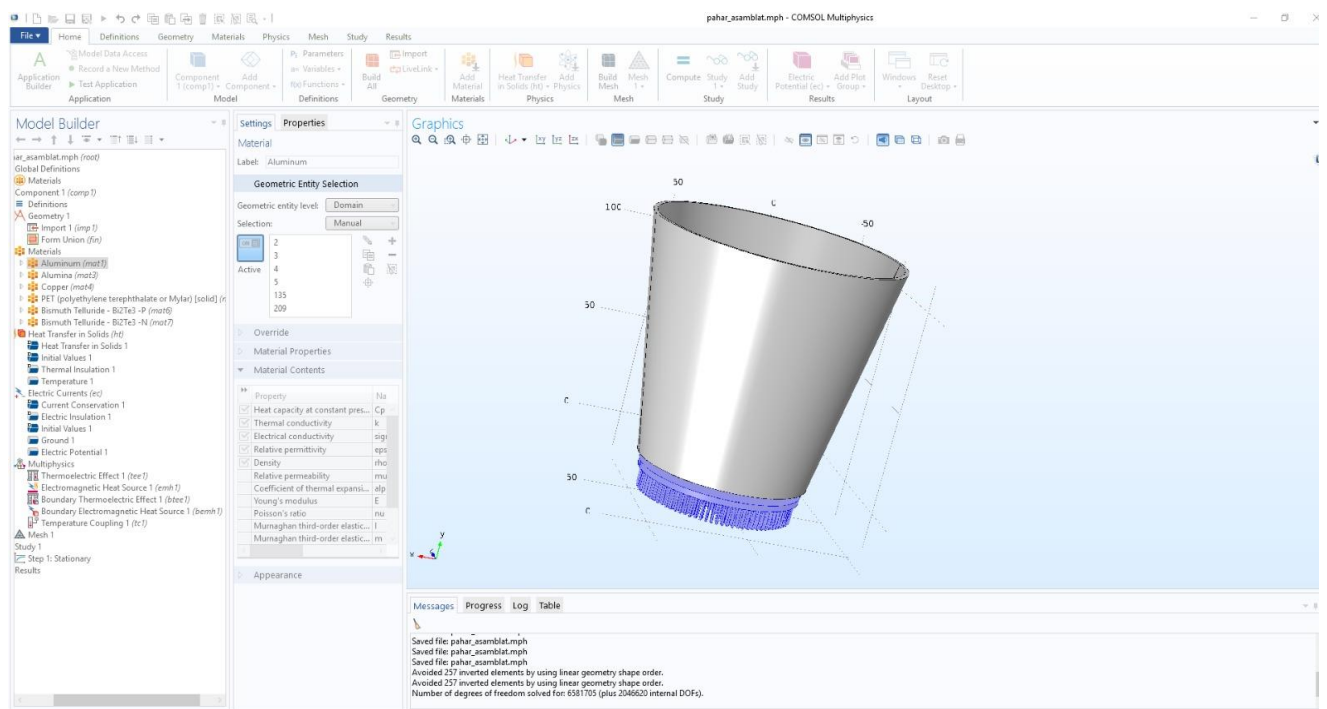 pahar_asamblat.mph - COMSOL Multiphysics
File Home Definitions Geometry Materials Physics Mesh Study Results
Application Builder
Model Data Access
Record a New Method
Test Application
Application
Component 1 (comp1)
Add Component
Model
Pi Parameters
a= Variables
f(x) Functions
Definitions
Build All
Import
LiveLink
Geometry
Add Material
Materials
Heat Transfer in Solids (ht)
Add Physics
Physics
Build Mesh
Mesh 1
Mesh
Compute
Study 1
Add Study
Study
Electric Potential (ec)
Add Plot Group
Results
Windows
Reset Desktop
Layout
Model Builder
ar_asamblat.mph (root)
Global Definitions
Materials
Component 1 (comp1)
Definitions
Geometry 1
Import 1 (imp1)
Form Union (fin)
Materials
Aluminum (mat1)
Alumina (mat3)
Copper (mat4)
PET (polyethylene terephthalate or Mylar) [solid]
Bismuth Telluride - Bi2Te3 -P (mat6)
Bismuth Telluride - Bi2Te3 -N (mat7)
Heat Transfer in Solids (ht)
Heat Transfer in Solids 1
Initial Values 1
Thermal Insulation 1
Temperature 1
Electric Currents (ec)
Current Conservation 1
Electric Insulation 1
Initial Values 1
Ground 1
Electric Potential 1
Multiphysics
Thermoelectric Effect 1 (tee1)
Electromagnetic Heat Source 1 (emh1)
Boundary Thermoelectric Effect 1 (btee1)
Boundary Electromagnetic Heat Source 1 (bemh1)
Temperature Coupling 1 (tc1)
Mesh 1
Study 1
Step 1: Stationary
Results
Settings Properties
Material
Label: Aluminum
Geometric Entity Selection
Geometric entity level: Domain
Selection: Manual
Active
2
3
4
5
135
209
Override
Material Properties
Material Contents
Property Na
Heat capacity at constant pres... Cp
Thermal conductivity k
Electrical conductivity sig
Relative permittivity eps
Density rho
Relative permeability mu
Coefficient of thermal expansi... alp
Young's modulus E
Poisson's ratio nu
Murnaghan third-order elastic... l
Murnaghan third-order elastic... m
Appearance
Graphics
50
0
-50
100
50
0
50
0
y
x
Messages Progress Log Table
Saved file: pahar_asamblat.mph
Saved file: pahar_asamblat.mph
Saved file: pahar_asamblat.mph
Avoided 257 inverted elements by using linear geometry shape order.
Avoided 257 inverted elements by using linear geometry shape order.
Number of degrees of freedom solved for: 6581705 (plus 2046620 internal DOFs).